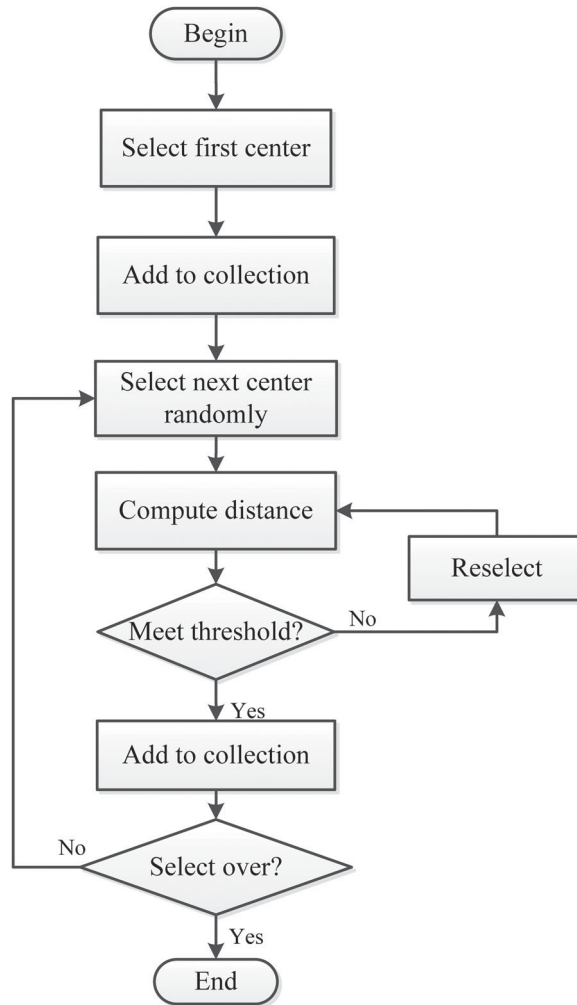 Begin
Select first center
Add to collection
Select next center
randomly
Compute distance
Reselect
Meet threshold?
No
Yes
Add to collection
No
Select over?
Yes
End